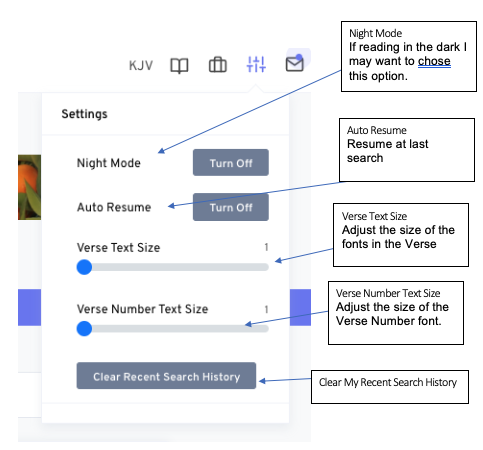 KJV
Settings
Night Mode
Turn Off
Auto Resume
Turn Off
Verse Text Size
1
Verse Number Text Size
1
Clear Recent Search History
Night Mode
If reading in the dark I
may want to chose
this option.
Auto Resume
Resume at last
search
Verse Text Size
Adjust the size of the
fonts in the Verse
Verse Number Text Size
Adjust the size of the
Verse Number font.
Clear My Recent Search History